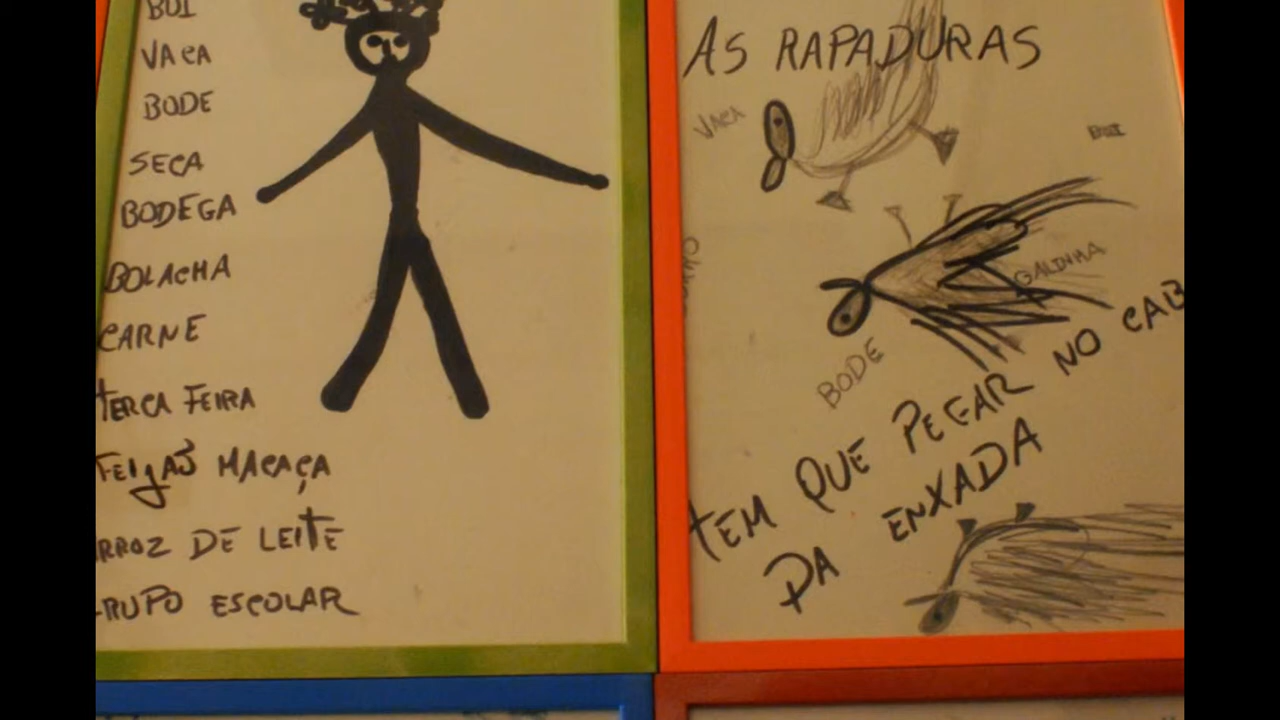 BOI
VACA
BODE
SECA
BODEGA
BOLACHA
CARNE
TERCA FEIRA
FEIJAÕ MACAÇA
RROZ DE LEITE
RUPO ESCOLAR
AS RAPADURAS
VACA
BOI
GALINHA
BODE
TEM QUE PEGAR NO CAB
DA ENXADA